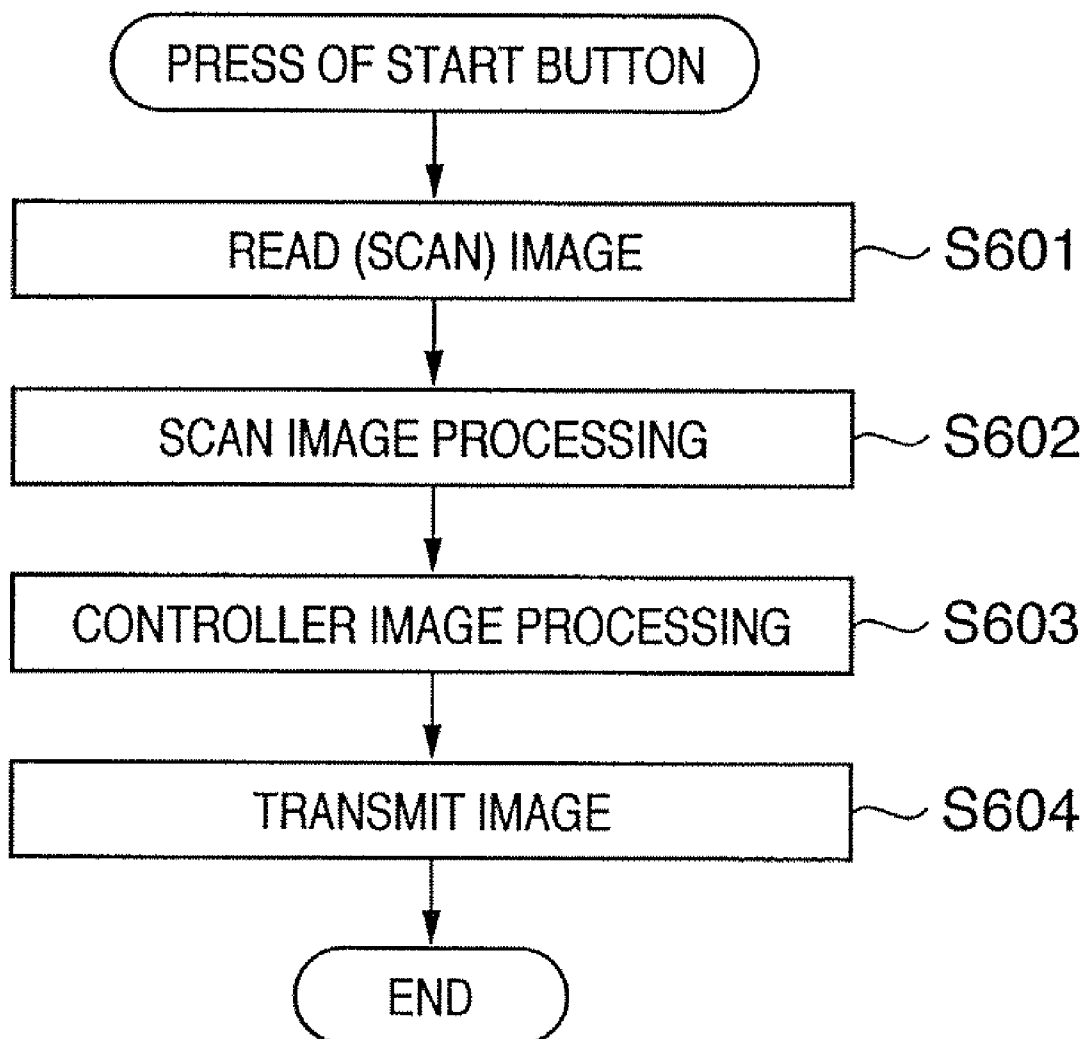 PRESS OF START BUTTON
READ (SCAN) IMAGE
S601
SCAN IMAGE PROCESSING
S602
CONTROLLER IMAGE PROCESSING
S603
TRANSMIT IMAGE
S604
END